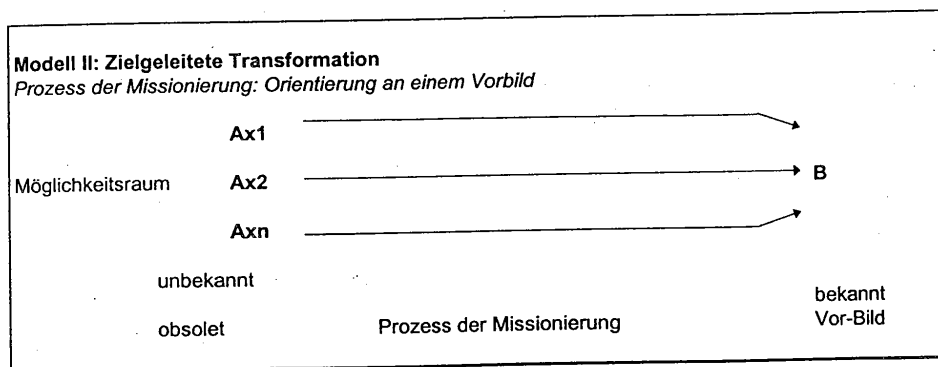 Modell II: Zielgeleitete Transformation
Prozess der Missionierung: Orientierung an einem Vorbild
Ax1
Möglichkeitsraum Ax2 B
Axn
unbekannt
bekannt
obsolet Prozess der Missionierung Vor-Bild